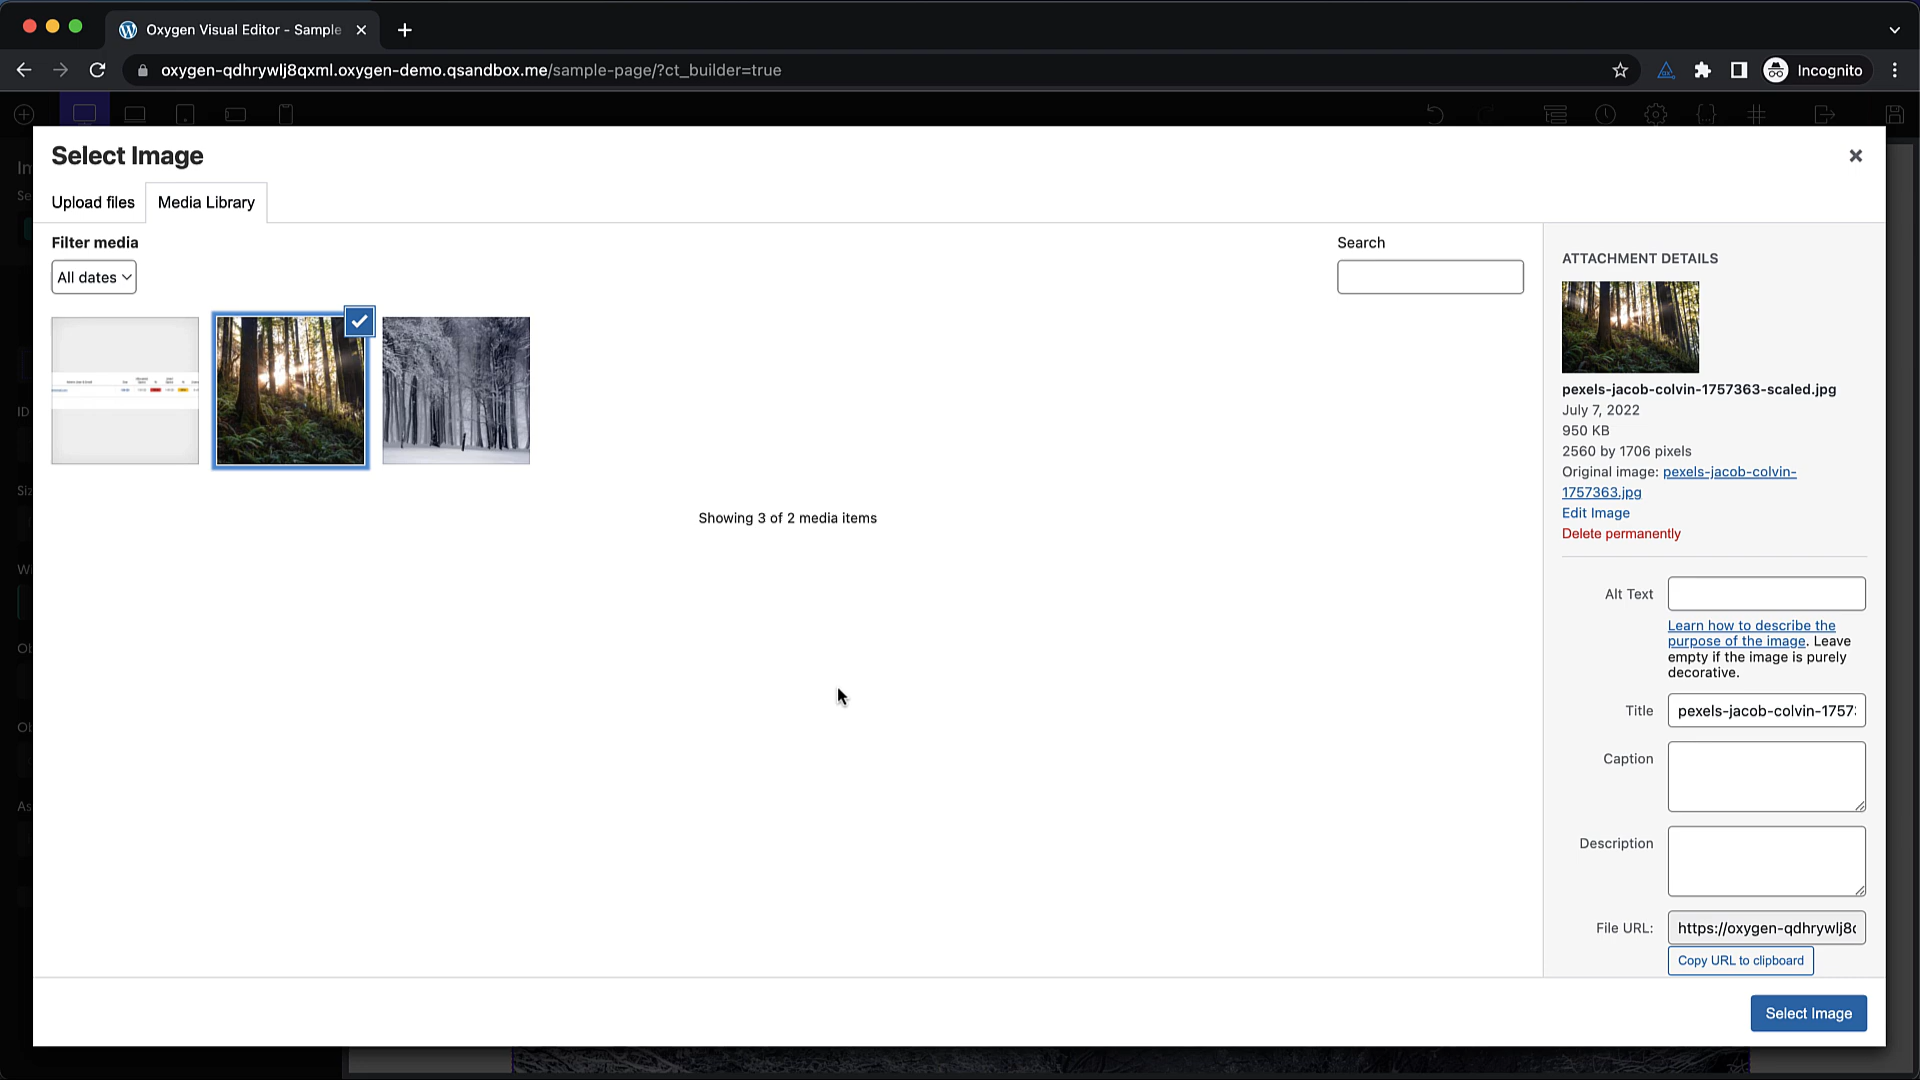 Oxygen Visual Editor - Sample
oxygen-qdhrywlj8qxml.oxygen-demo.qsandbox.me/sample-page/?ct_builder=true
Incognito
Select Image
Upload files
Media Library
Filter media
All dates
Search
Showing 3 of 2 media items
ATTACHMENT DETAILS
pexels-jacob-colvin-1757363-scaled.jpg
July 7, 2022
950 KB
2560 by 1706 pixels
Original image: pexels-jacob-colvin-
1757363.jpg
Edit Image
Delete permanently
Alt Text
Learn how to describe the
purpose of the image. Leave
empty if the image is purely
decorative.
Title
pexels-jacob-colvin-1757
Caption
Description
File URL:
https://oxygen-qdhrywlj8
Copy URL to clipboard
Select Image
ID